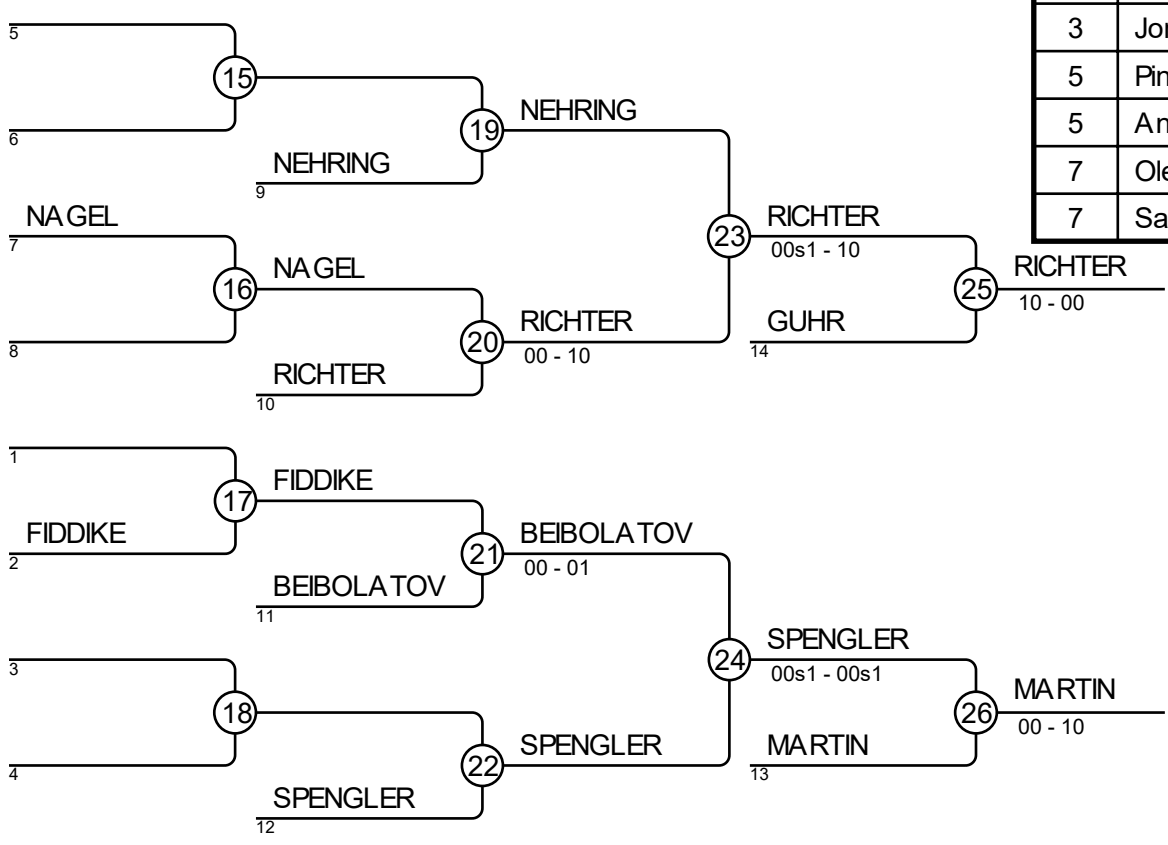 5
15
6
NEHRING
19
NEHRING
9
NAGEL
7
16
NAGEL
8
20
RICHTER
00 - 10
RICHTER
10
23
RICHTER
00s1 - 10
GUHR
14
25
RICHTER
10 - 00
1
17
FIDDIKE
FIDDIKE
2
21
BEIBOLATOV
00 - 01
BEIBOLATOV
11
3
18
4
22
SPENGLER
SPENGLER
12
24
SPENGLER
00s1 - 00s1
MARTIN
13
26
MARTIN
00 - 10
3
5
5
7
7